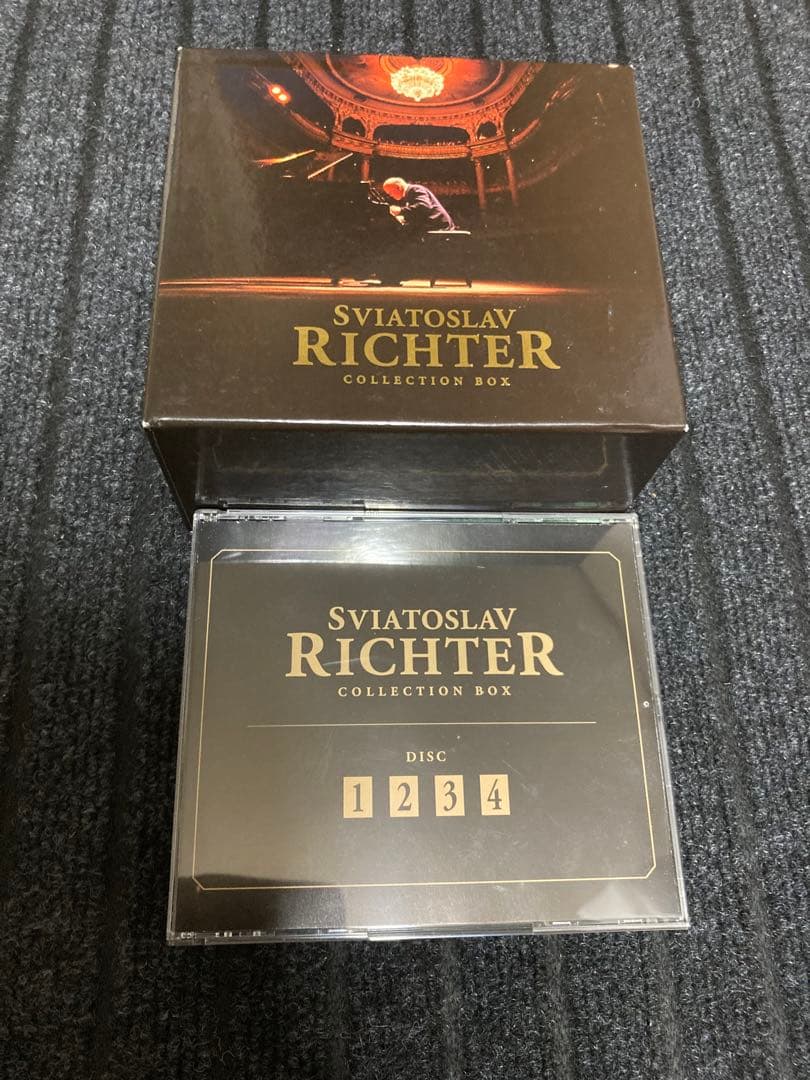 SVIATOSLAV
RICHTER
COLLECTION BOX
SVIATOSLAV
RICHTER
COLLECTION BOX
DISC
1 2 3 4